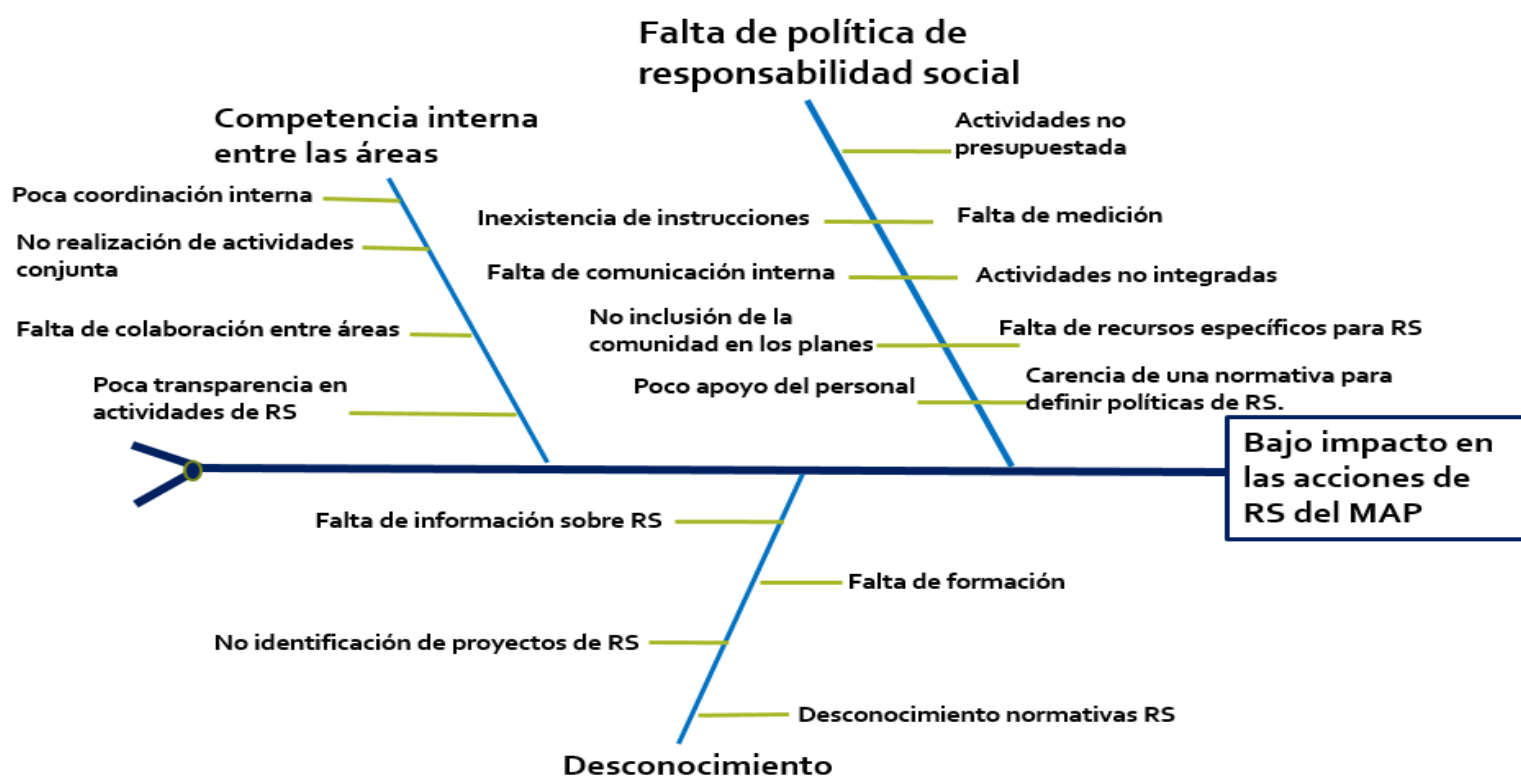 Falta de política de
responsabilidad social
Competencia interna
entre las áreas
Actividades no
presupuestada
Poca coordinación interna
Inexistencia de instrucciones
Falta de medición
No realización de actividades
conjunta
Falta de comunicación interna
Actividades no integradas
No inclusión de la
comunidad en los planes
Falta de recursos específicos para RS
Falta de colaboración entre áreas
Poca transparencia en
actividades de RS
Poco apoyo del personal
Carencia de una normativa para
definir políticas de RS.
Bajo impacto en
las acciones de
RS del MAP
Falta de información sobre RS
Falta de formación
No identificación de proyectos de RS
Desconocimiento normativas RS
Desconocimiento